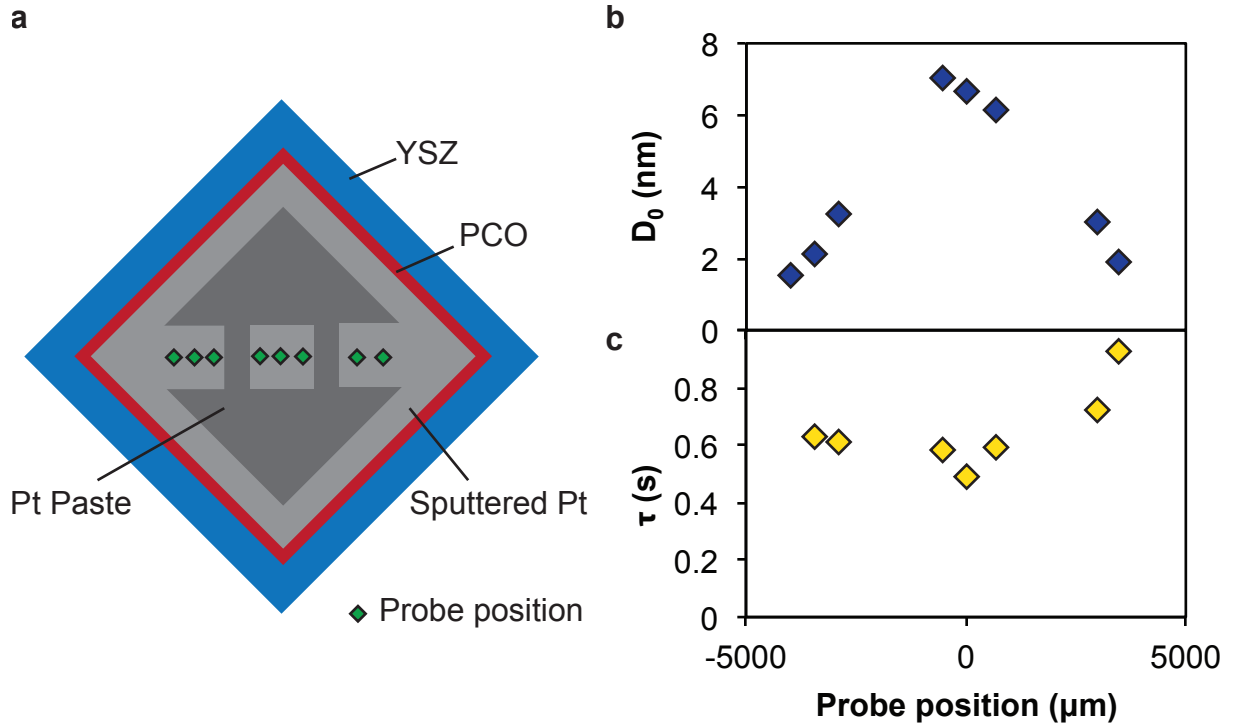 a
YSZ
PCO
Pt Paste
Sputtered Pt
Probe position
b
8
6
4
2
0
D₀ (nm)
c
0.8
0.6
0.4
0.2
0
τ (s)
-5000
0
5000
Probe position (µm)